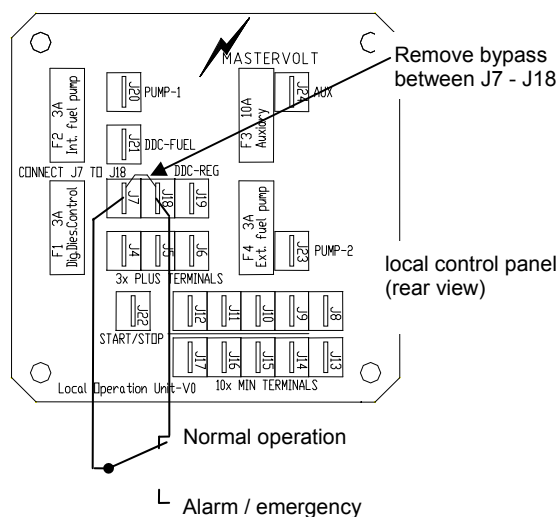 MASTERVOLT
Remove bypass
between J7 - J18
F2 3A
Int. fuel pump
J20
PUMP-1
F3 10A
Auxiory
J24
AUX
J21
DDC-FUEL
CONNECT J7 TO J18
DDC-REG
F1 3A
Dig.Dies.Control
J7
J18
J19
F4 3A
Ext. fuel pump
J4
J5
J6
J23
PUMP-2
3x PLUS TERMINALS
local control panel
(rear view)
J22
START/STOP
J12
J11
J10
J9
J8
J17
J16
J15
J14
J13
Local Operation Unit-V0
10x MIN TERMINALS
Normal operation
Alarm / emergency